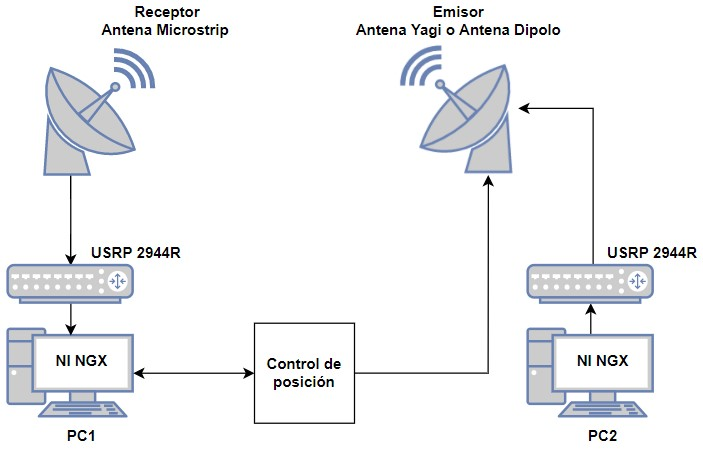 Receptor
Antena Microstrip
Emisor
Antena Yagi o Antena Dipolo
USRP 2944R
USRP 2944R
NI NGX
Control de
posición
NI NGX
PC1
PC2